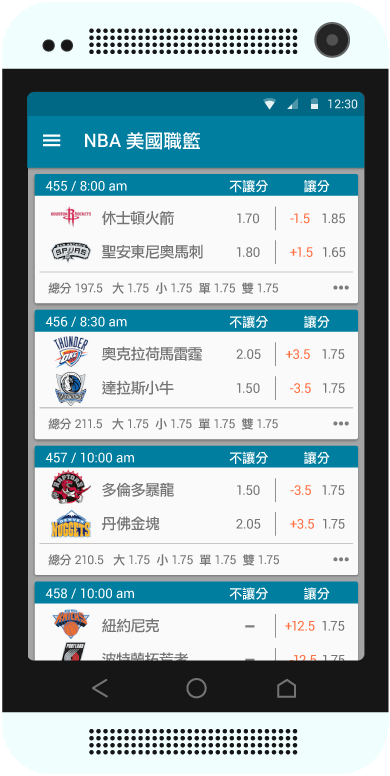 12:30
NBA 美國職籃
455 / 8:00 am 不讓分 讓分
HOUSTON ROCKETS 休士頓火箭 1.70 -1.5 1.85
SPURS 聖安東尼奧馬刺 1.80 +1.5 1.65
總分 197.5 大 1.75 小 1.75 單 1.75 雙 1.75 •••
456 / 8:30 am 不讓分 讓分
THUNDER 奧克拉荷馬雷霆 2.05 +3.5 1.75
達拉斯小牛 1.50 -3.5 1.75
總分 211.5 大 1.75 小 1.75 單 1.75 雙 1.75 •••
457 / 10:00 am 不讓分 讓分
RAPTORS 多倫多暴龍 1.50 -3.5 1.75
NUGGETS 丹佛金塊 2.05 +3.5 1.75
總分 210.5 大 1.75 小 1.75 單 1.75 雙 1.75 •••
458 / 10:00 am 不讓分 讓分
KNICKS 紐約尼克 – +12.5 1.75
PORTLAND 波特蘭拓荒者 – -12.5 1.75